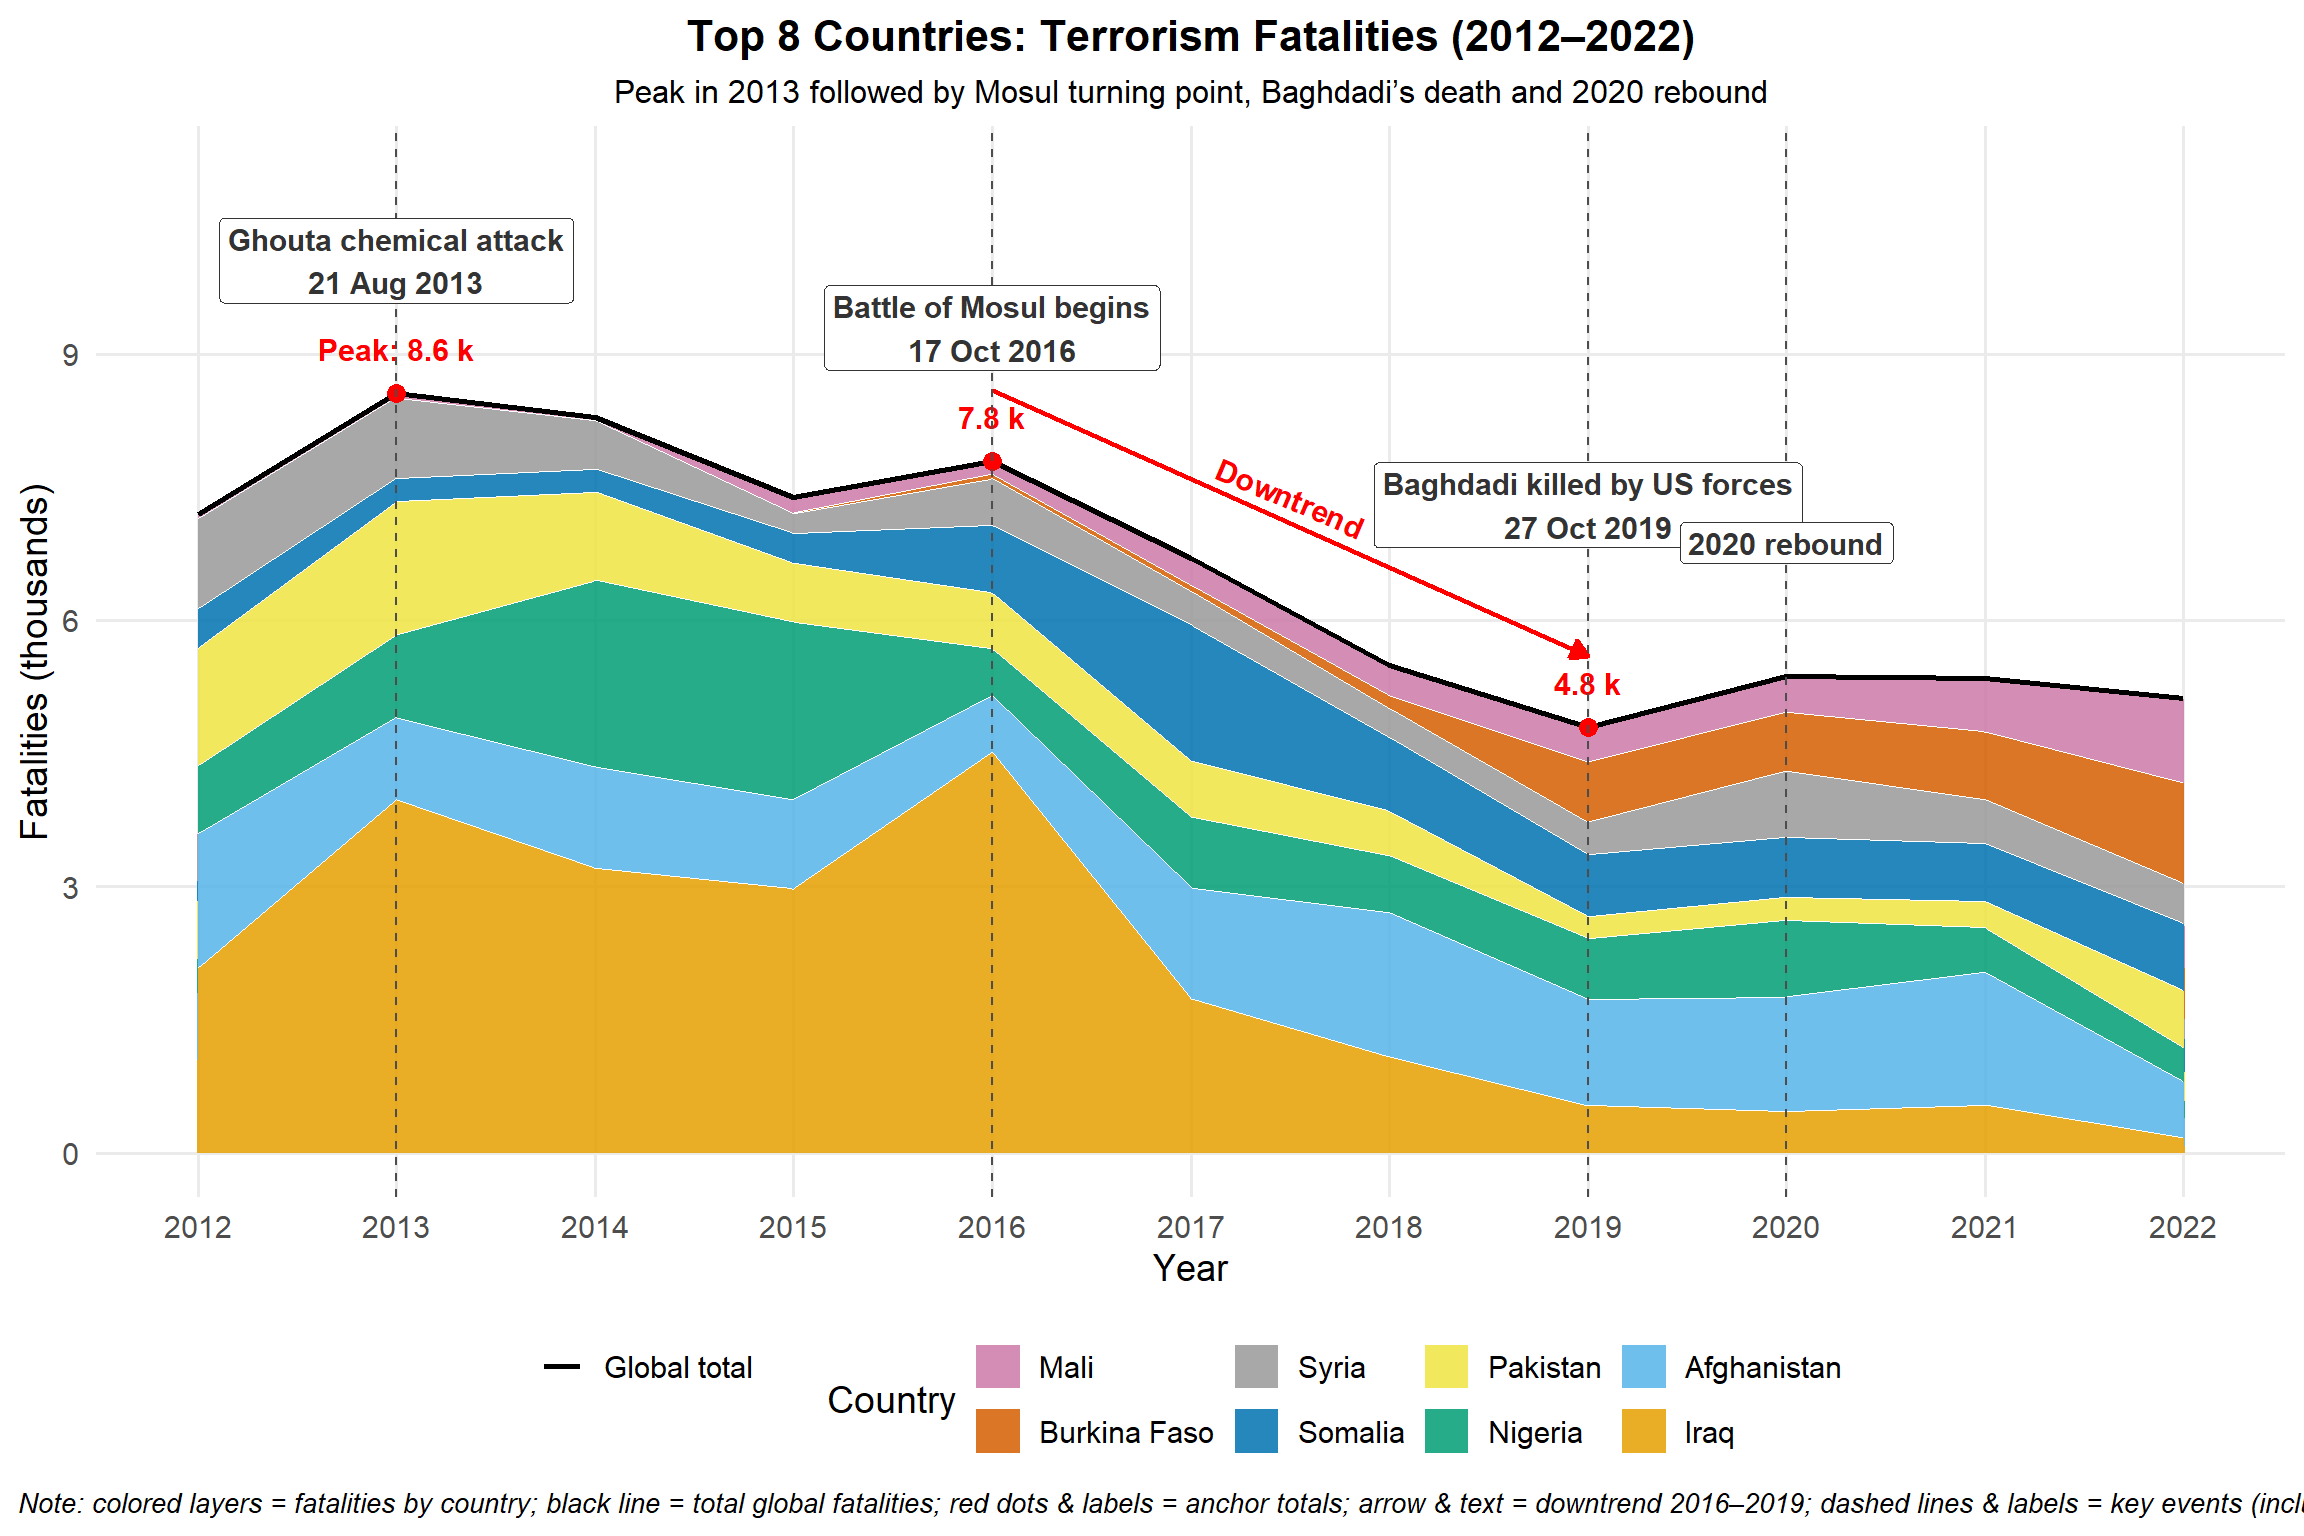 Top 8 Countries: Terrorism Fatalities (2012–2022)
Peak in 2013 followed by Mosul turning point, Baghdadi’s death and 2020 rebound
Ghouta chemical attack
21 Aug 2013
Peak: 8.6 k
Battle of Mosul begins
17 Oct 2016
7.8 k
Downtrend
Baghdadi killed by US forces
27 Oct 2019
2020 rebound
4.8 k
Fatalities (thousands)
9
6
3
0
2012 2013 2014 2015 2016 2017 2018 2019 2020 2021 2022
Year
Global total
Country
Mali Syria Pakistan Afghanistan
Burkina Faso Somalia Nigeria Iraq
Note: colored layers = fatalities by country; black line = total global fatalities; red dots & labels = anchor totals; arrow & text = downtrend 2016–2019; dashed lines & labels = key events